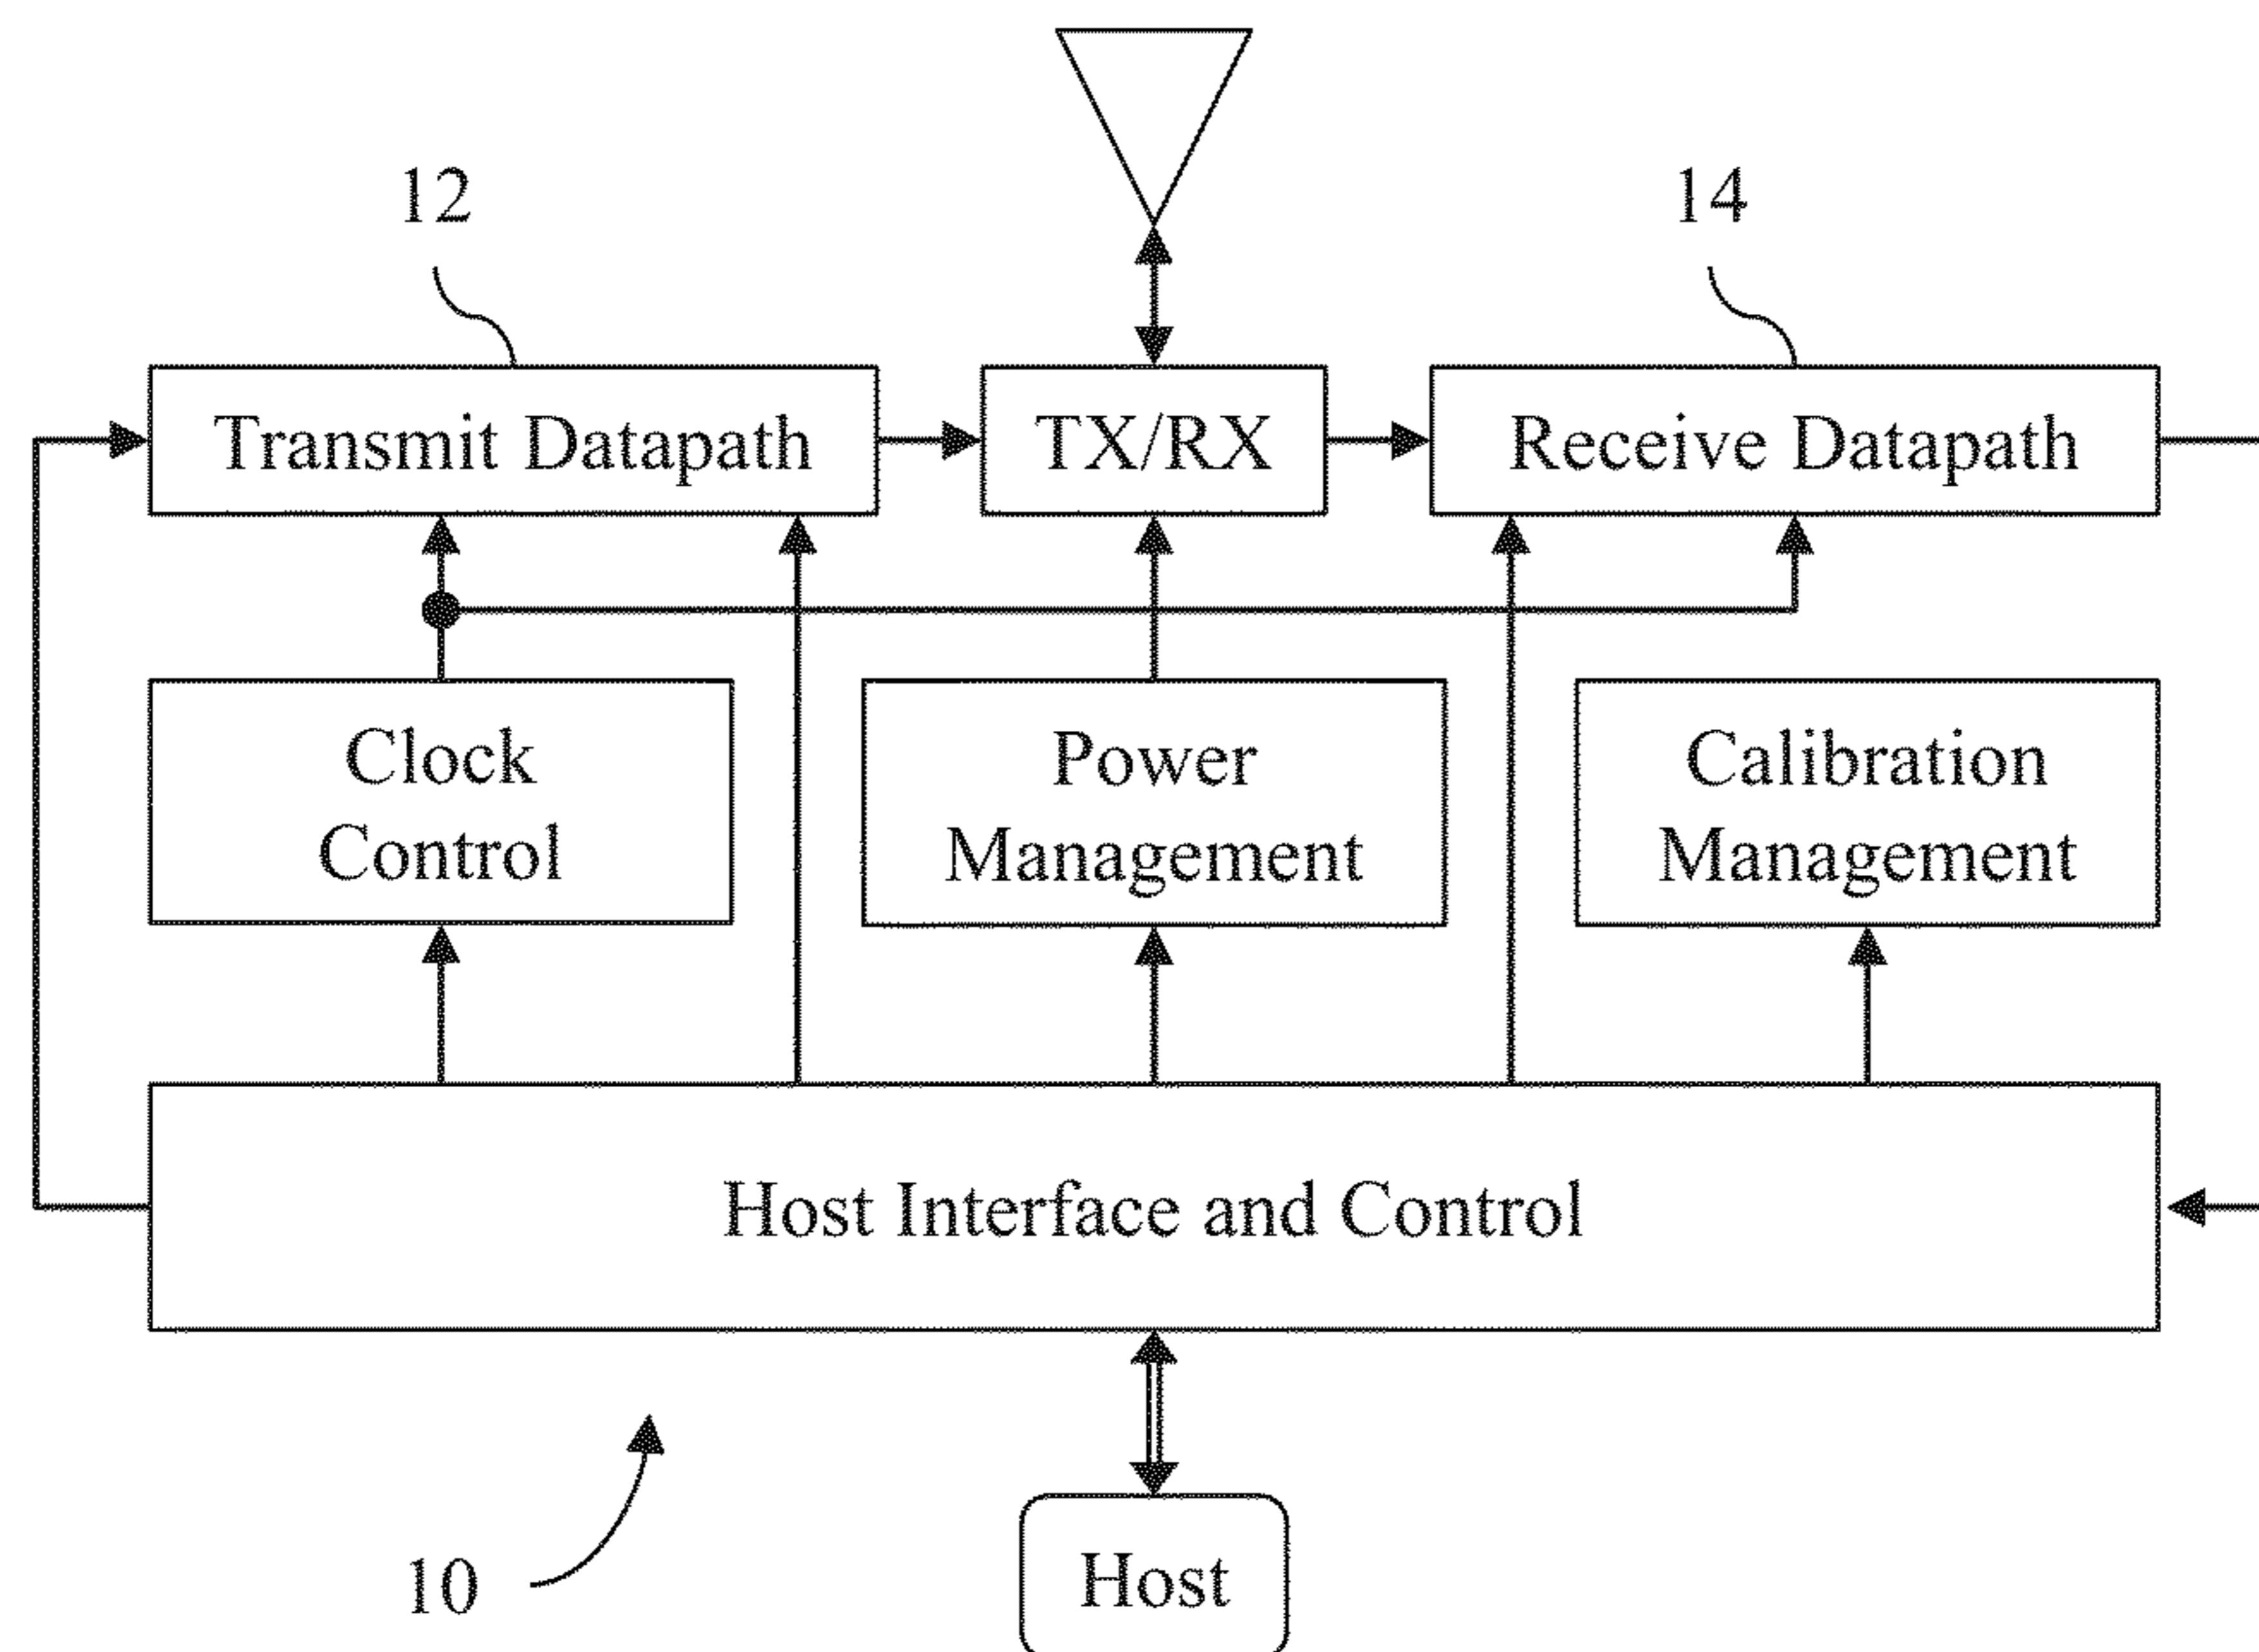 12
14
Transmit Datapath
TX/RX
Receive Datapath
Clock
Control
Power
Management
Calibration
Management
Host Interface and Control
10
Host